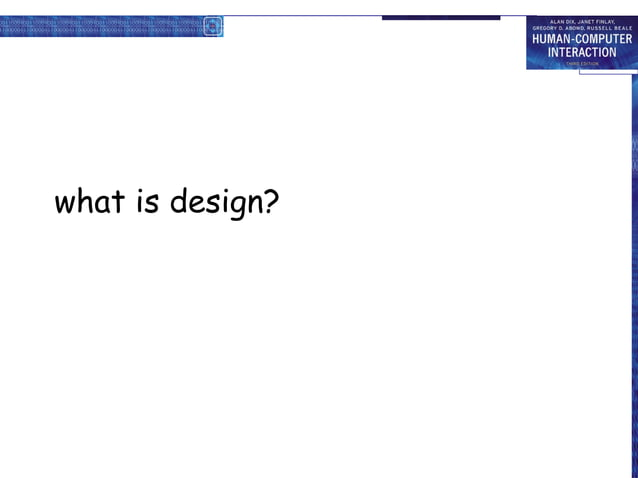 ALAN DIX, JANET FINLAY,
GREGORY D. ABOWD, RUSSELL BEALE
HUMAN-COMPUTER
INTERACTION
THIRD EDITION
what is design?